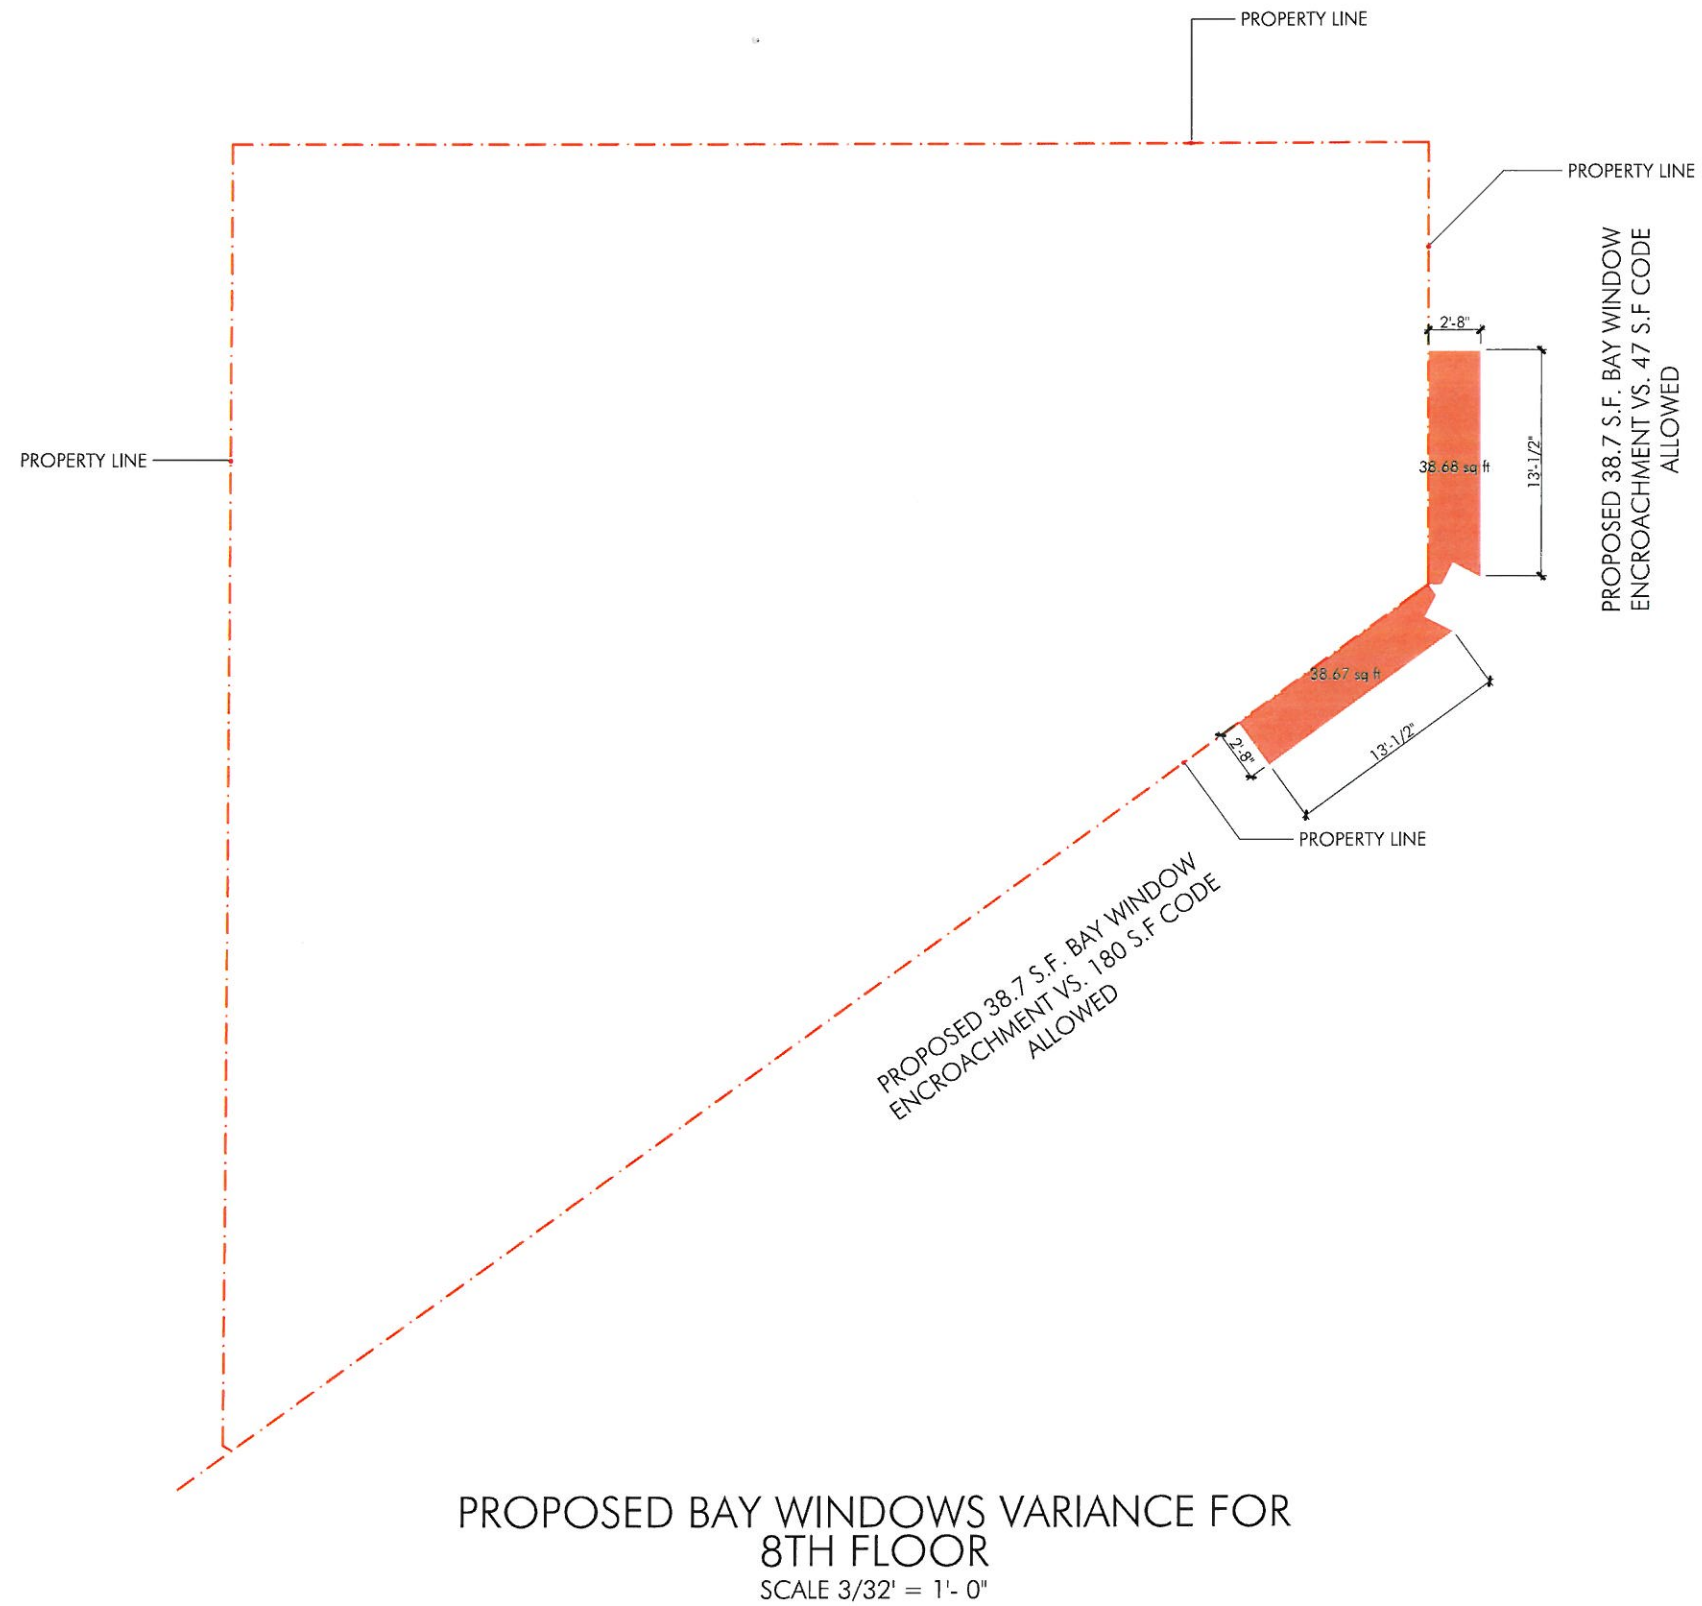 PROPERTY LINE
PROPERTY LINE
2'-8"
PROPOSED 38.7 S.F. BAY WINDOW
ENCROACHMENT VS. 47 S.F CODE
ALLOWED
PROPERTY LINE
38.68 sq ft
13'-1/2"
38.67 sq ft
2'-8"
13'-1/2"
PROPERTY LINE
PROPOSED 38.7 S.F. BAY WINDOW
ENCROACHMENT VS. 180 S.F CODE
ALLOWED
PROPOSED BAY WINDOWS VARIANCE FOR
8TH FLOOR
SCALE 3/32' = 1'- 0"